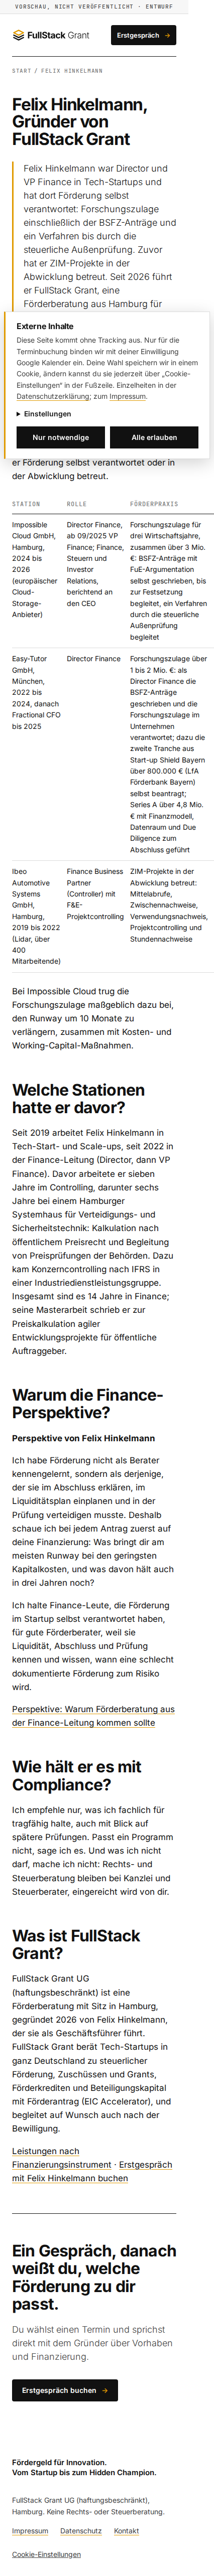 VORSCHAU, NICHT VERÖFFENTLICHT · ENTWURF
FullStack Grant
Erstgespräch →
START / FELIX HINKELMANN
Felix Hinkelmann,
Gründer von
FullStack Grant
Felix Hinkelmann war Director und
VP Finance in Tech-Startups und
hat dort Förderung selbst
verantwortet: Forschungszulage
einschließlich der BSFZ-Anträge und
ein Verfahren bis durch die
steuerliche Außenprüfung. Zuvor
hat er ZIM-Projekte in der
Abwicklung betreut. Seit 2026 führt
er FullStack Grant, eine
Förderberatung aus Hamburg für
Externe Inhalte
Diese Seite kommt ohne Tracking aus. Nur für die
Terminbuchung binden wir mit deiner Einwilligung
Google Kalender ein. Deine Wahl speichern wir in einem
Cookie, ändern kannst du sie jederzeit über „Cookie-
Einstellungen“ in der Fußzeile. Einzelheiten in der
Datenschutzerklärung; zum Impressum.
▶ Einstellungen
Nur notwendige
Alle erlauben
er Förderung selbst verantwortet oder in
der Abwicklung betreut.
STATION ROLLE FÖRDERPRAXIS
Impossible
Cloud GmbH,
Hamburg,
2024 bis
2026
(europäischer
Cloud-
Storage-
Anbieter)
Director Finance,
ab 09/2025 VP
Finance; Finance,
Steuern und
Investor
Relations,
berichtend an
den CEO
Forschungszulage für
drei Wirtschaftsjahre,
zusammen über 3 Mio.
€: BSFZ-Anträge mit
FuE-Argumentation
selbst geschrieben, bis
zur Festsetzung
begleitet, ein Verfahren
durch die steuerliche
Außenprüfung
begleitet
Easy-Tutor
GmbH,
München,
2022 bis
2024, danach
Fractional CFO
bis 2025
Director Finance
Forschungszulage über
1 bis 2 Mio. €: als
Director Finance die
BSFZ-Anträge
geschrieben und die
Forschungszulage im
Unternehmen
verantwortet; dazu die
zweite Tranche aus
Start-up Shield Bayern
über 800.000 € (LfA
Förderbank Bayern)
selbst beantragt;
Series A über 4,8 Mio.
€ mit Finanzmodell,
Datenraum und Due
Diligence zum
Abschluss geführt
Ibeo
Automotive
Systems
GmbH,
Hamburg,
2019 bis 2022
(Lidar, über
400
Mitarbeitende)
Finance Business
Partner
(Controller) mit
F&E-
Projektcontrolling
ZIM-Projekte in der
Abwicklung betreut:
Mittelabrufe,
Zwischennachweise,
Verwendungsnachweis,
Projektcontrolling und
Stundennachweise
Bei Impossible Cloud trug die
Forschungszulage maßgeblich dazu bei,
den Runway um 10 Monate zu
verlängern, zusammen mit Kosten- und
Working-Capital-Maßnahmen.
Welche Stationen
hatte er davor?
Seit 2019 arbeitet Felix Hinkelmann in
Tech-Start- und Scale-ups, seit 2022 in
der Finance-Leitung (Director, dann VP
Finance). Davor arbeitete er sieben
Jahre im Controlling, darunter sechs
Jahre bei einem Hamburger
Systemhaus für Verteidigungs- und
Sicherheitstechnik: Kalkulation nach
öffentlichem Preisrecht und Begleitung
von Preisprüfungen der Behörden. Dazu
kam Konzerncontrolling nach IFRS in
einer Industriedienstleistungsgruppe.
Insgesamt sind es 14 Jahre in Finance;
seine Masterarbeit schrieb er zur
Preiskalkulation agiler
Entwicklungsprojekte für öffentliche
Auftraggeber.
Warum die Finance-
Perspektive?
Perspektive von Felix Hinkelmann
Ich habe Förderung nicht als Berater
kennengelernt, sondern als derjenige,
der sie im Abschluss erklären, im
Liquiditätsplan einplanen und in der
Prüfung verteidigen musste. Deshalb
schaue ich bei jedem Antrag zuerst auf
deine Finanzierung: Was bringt dir am
meisten Runway bei den geringsten
Kapitalkosten, und was davon hält auch
in drei Jahren noch?
Ich halte Finance-Leute, die Förderung
im Startup selbst verantwortet haben,
für gute Förderberater, weil sie
Liquidität, Abschluss und Prüfung
kennen und wissen, wann eine schlecht
dokumentierte Förderung zum Risiko
wird.
Perspektive: Warum Förderberatung aus
der Finance-Leitung kommen sollte
Wie hält er es mit
Compliance?
Ich empfehle nur, was ich fachlich für
tragfähig halte, auch mit Blick auf
spätere Prüfungen. Passt ein Programm
nicht, sage ich es. Und was ich nicht
darf, mache ich nicht: Rechts- und
Steuerberatung bleiben bei Kanzlei und
Steuerberater, eingereicht wird von dir.
Was ist FullStack
Grant?
FullStack Grant UG
(haftungsbeschränkt) ist eine
Förderberatung mit Sitz in Hamburg,
gegründet 2026 von Felix Hinkelmann,
der sie als Geschäftsführer führt.
FullStack Grant berät Tech-Startups in
ganz Deutschland zu steuerlicher
Förderung, Zuschüssen und Grants,
Förderkrediten und Beteiligungskapital
mit Förderantrag (EIC Accelerator), und
begleitet auf Wunsch auch nach der
Bewilligung.
Leistungen nach
Finanzierungsinstrument · Erstgespräch
mit Felix Hinkelmann buchen
Ein Gespräch, danach
weißt du, welche
Förderung zu dir
passt.
Du wählst einen Termin und sprichst
direkt mit dem Gründer über Vorhaben
und Finanzierung.
Erstgespräch buchen →
Fördergeld für Innovation.
Vom Startup bis zum Hidden Champion.
FullStack Grant UG (haftungsbeschränkt),
Hamburg. Keine Rechts- oder Steuerberatung.
Impressum Datenschutz Kontakt
Cookie-Einstellungen